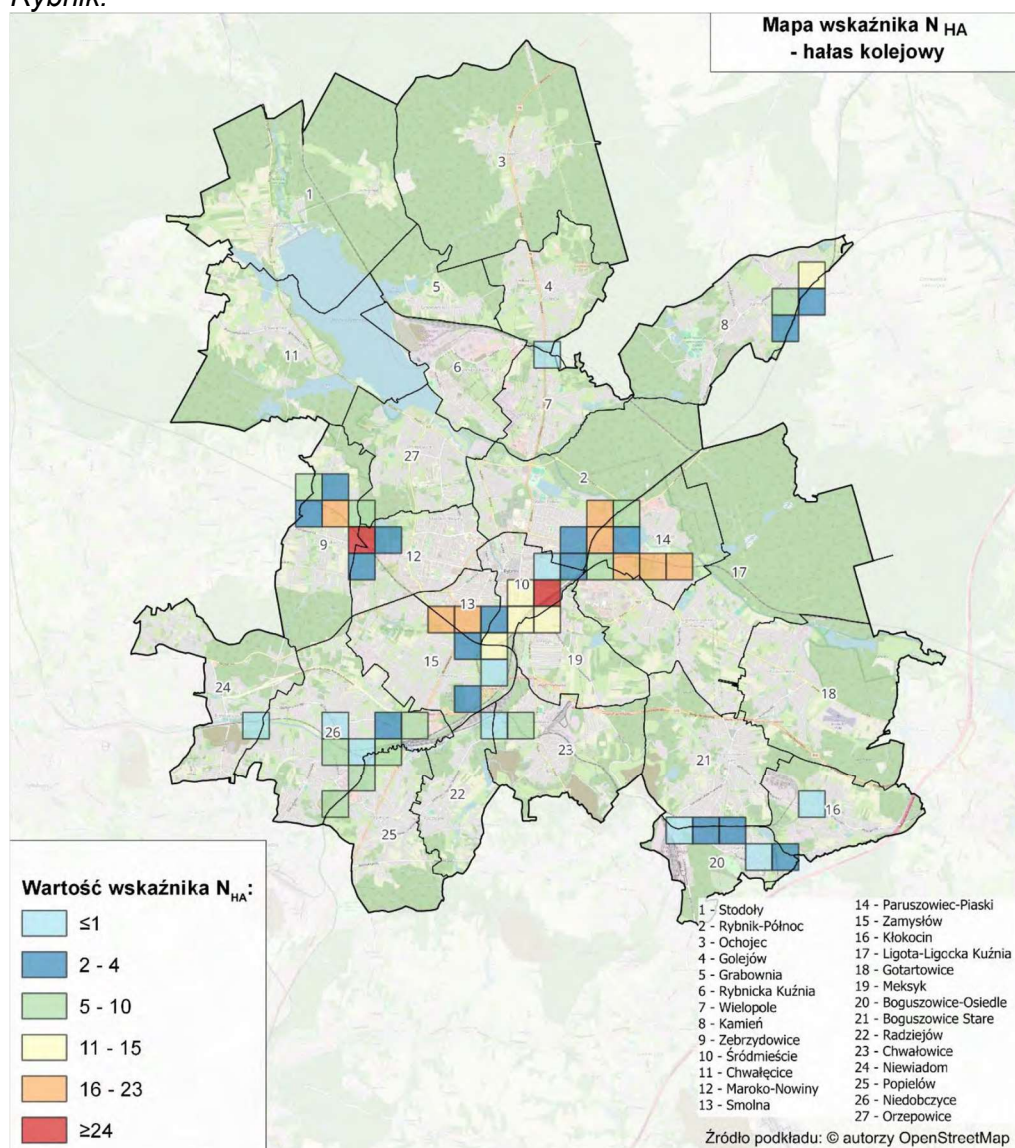 Rybnik.
Mapa wskaźnika N HA
- hałas kolejowy
3
1
5
4
8
11
6
7
27
2
9
12
14
17
10
13
15
19
24
18
26
23
21
22
16
25
20
Wartość wskaźnika NHA:
≤1
2 - 4
5 - 10
11 - 15
16 - 23
≥24
1 - Stodoły
2 - Rybnik-Północ
3 - Ochojec
4 - Golejów
5 - Grabownia
6 - Rybnicka Kuźnia
7 - Wielopole
8 - Kamień
9 - Zebrzydowice
10 - Śródmieście
11 - Chwałęcice
12 - Maroko-Nowiny
13 - Smolna
14 - Paruszowiec-Piaski
15 - Zamysłów
16 - Kłokocin
17 - Ligota-Ligocka Kuźnia
18 - Gotartowice
19 - Meksyk
20 - Boguszowice-Osiedle
21 - Boguszowice Stare
22 - Radziejów
23 - Chwałowice
24 - Niewiadom
25 - Popielów
26 - Niedobczyce
27 - Orzepowice
Źródło podkładu: © autorzy OpenStreetMap